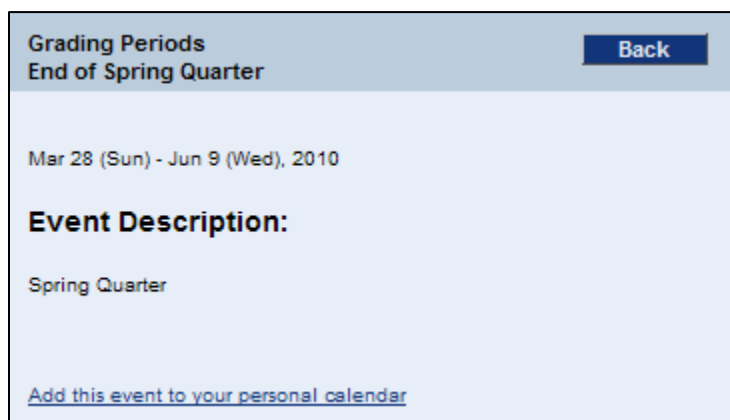 Grading Periods
End of Spring Quarter
Back
Mar 28 (Sun) - Jun 9 (Wed), 2010
Event Description:
Spring Quarter
Add this event to your personal calendar